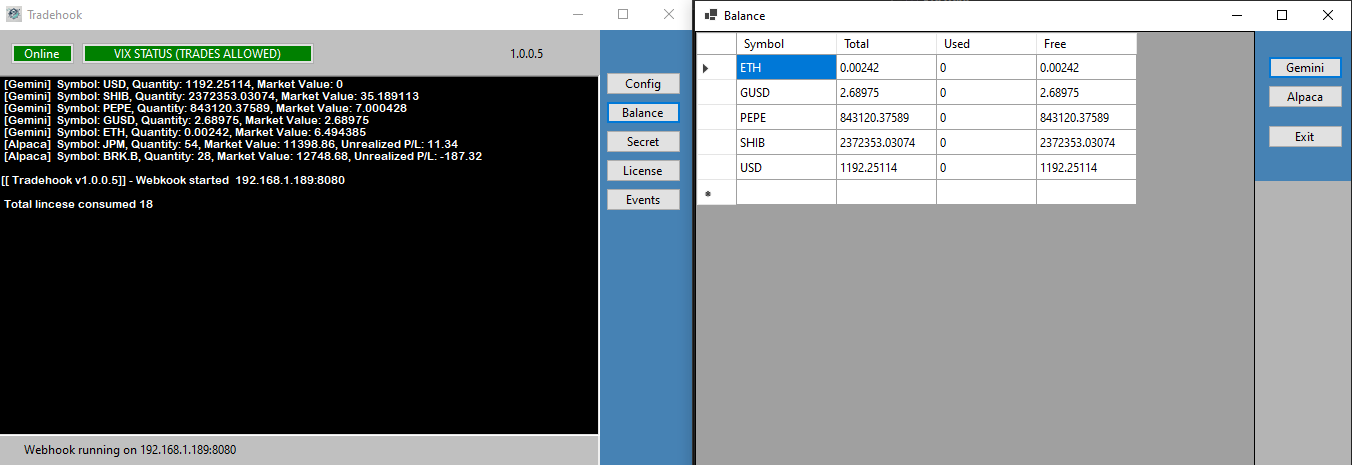 Tradehook
Online
VIX STATUS (TRADES ALLOWED)
1.0.0.5
[Gemini] Symbol: USD, Quantity: 1192.25114, Market Value: 0
[Gemini] Symbol: SHIB, Quantity: 2372353.03074, Market Value: 35.189113
[Gemini] Symbol: PEPE, Quantity: 843120.37589, Market Value: 7.000428
[Gemini] Symbol: GUSD, Quantity: 2.68975, Market Value: 2.68975
[Gemini] Symbol: ETH, Quantity: 0.00242, Market Value: 6.494385
[Alpaca] Symbol: JPM, Quantity: 54, Market Value: 11398.86, Unrealized P/L: 11.34
[Alpaca] Symbol: BRK.B, Quantity: 28, Market Value: 12748.68, Unrealized P/L: -187.32
[[ Tradehook v1.0.0.5]] - Webkook started 192.168.1.189:8080
Total lincese consumed 18
Config
Balance
Secret
License
Events
Webhook running on 192.168.1.189:8080
Balance
Symbol Total Used Free
ETH 0.00242 0 0.00242
GUSD 2.68975 0 2.68975
PEPE 843120.37589 0 843120.37589
SHIB 2372353.03074 0 2372353.03074
USD 1192.25114 0 1192.25114
Gemini
Alpaca
Exit